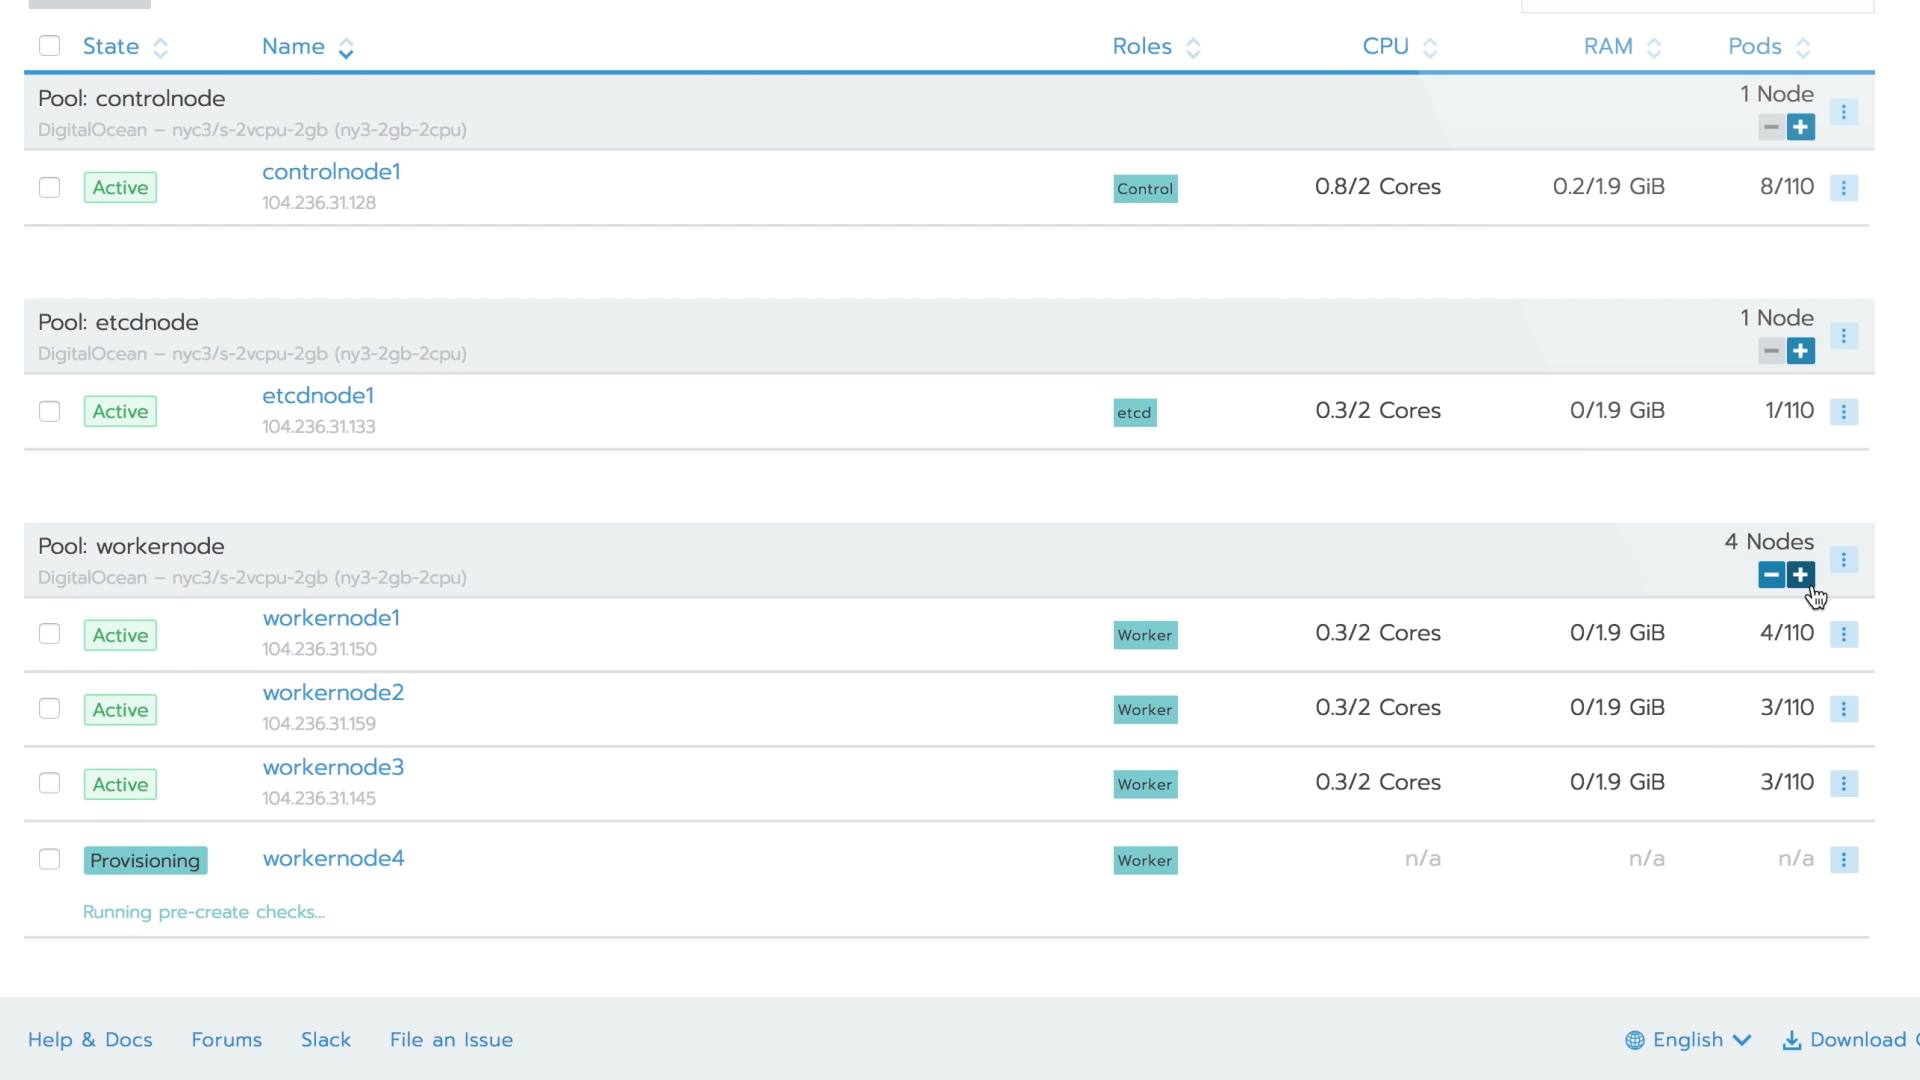 State Name Roles CPU RAM Pods
Pool: controlnode 1 Node
DigitalOcean – nyc3/s-2vcpu-2gb (ny3-2gb-2cpu)
Active controlnode1 Control 0.8/2 Cores 0.2/1.9 GiB 8/110
104.236.31.128
Pool: etcdnode 1 Node
DigitalOcean – nyc3/s-2vcpu-2gb (ny3-2gb-2cpu)
Active etcdnode1 etcd 0.3/2 Cores 0/1.9 GiB 1/110
104.236.31.133
Pool: workernode 4 Nodes
DigitalOcean – nyc3/s-2vcpu-2gb (ny3-2gb-2cpu)
Active workernode1 Worker 0.3/2 Cores 0/1.9 GiB 4/110
104.236.31.150
Active workernode2 Worker 0.3/2 Cores 0/1.9 GiB 3/110
104.236.31.159
Active workernode3 Worker 0.3/2 Cores 0/1.9 GiB 3/110
104.236.31.145
Provisioning workernode4 Worker n/a n/a n/a
Running pre-create checks...
Help & Docs Forums Slack File an Issue English Download